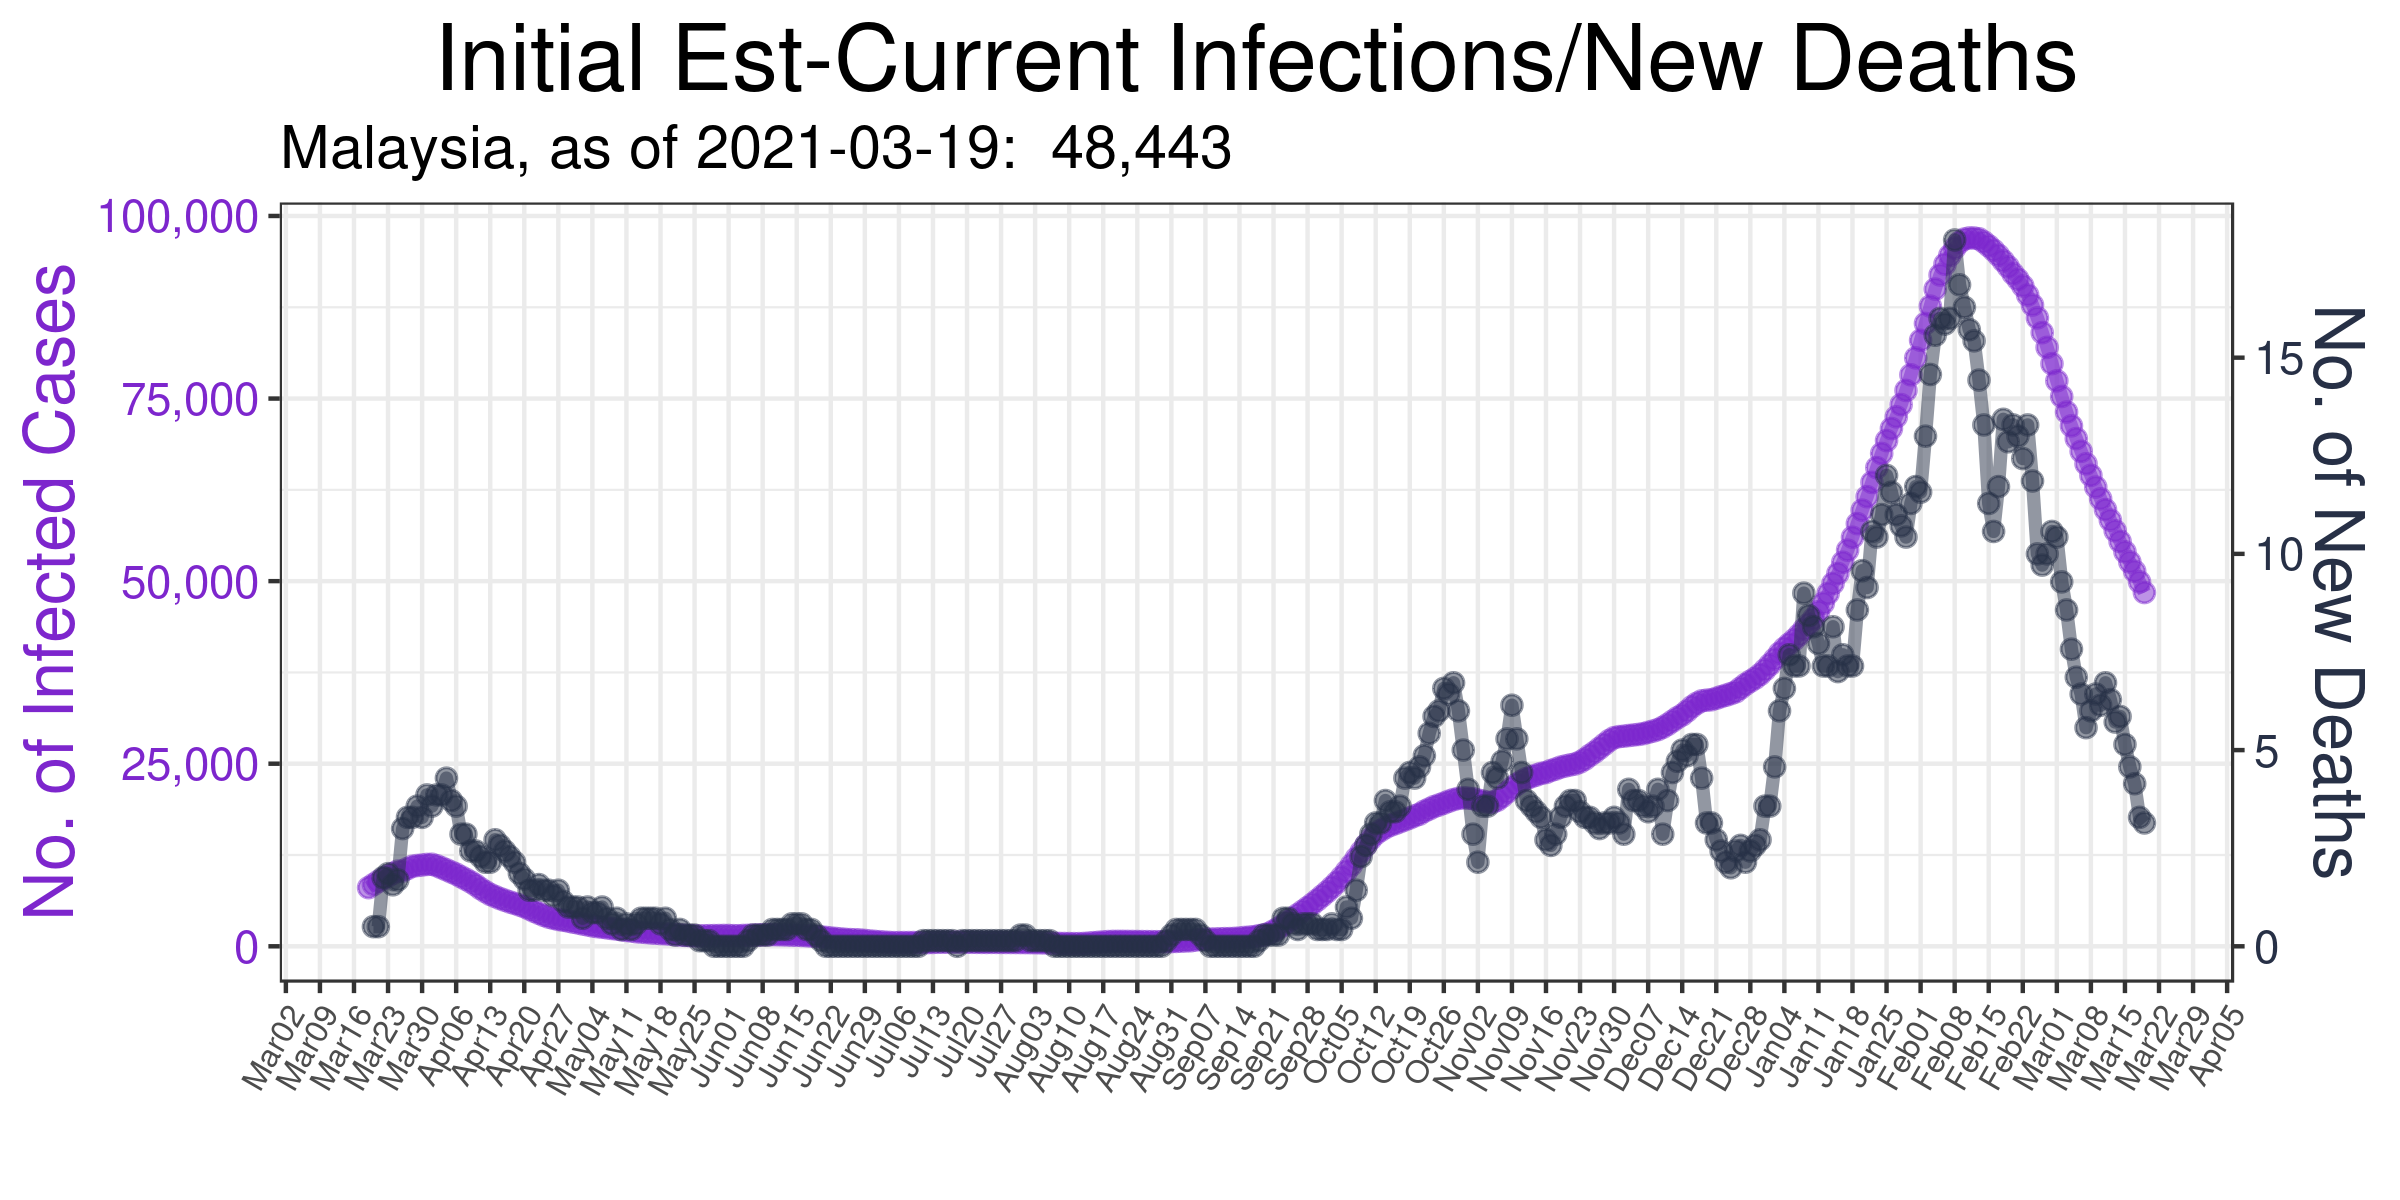 Initial Est-Current Infections/New Deaths
Malaysia, as of 2021-03-19: 48,443
No. of Infected Cases
100,000
75,000
50,000
25,000
0
15
10
5
0
No. of New Deaths
Mar02
Mar09
Mar16
Mar23
Mar30
Apr06
Apr13
Apr20
Apr27
May04
May11
May18
May25
Jun01
Jun08
Jun15
Jun22
Jun29
Jul06
Jul13
Jul20
Jul27
Aug03
Aug10
Aug17
Aug24
Aug31
Sep07
Sep14
Sep21
Sep28
Oct05
Oct12
Oct19
Oct26
Nov02
Nov09
Nov16
Nov23
Nov30
Dec07
Dec14
Dec21
Dec28
Jan04
Jan11
Jan18
Jan25
Feb01
Feb08
Feb15
Feb22
Mar01
Mar08
Mar15
Mar22
Mar29
Apr05